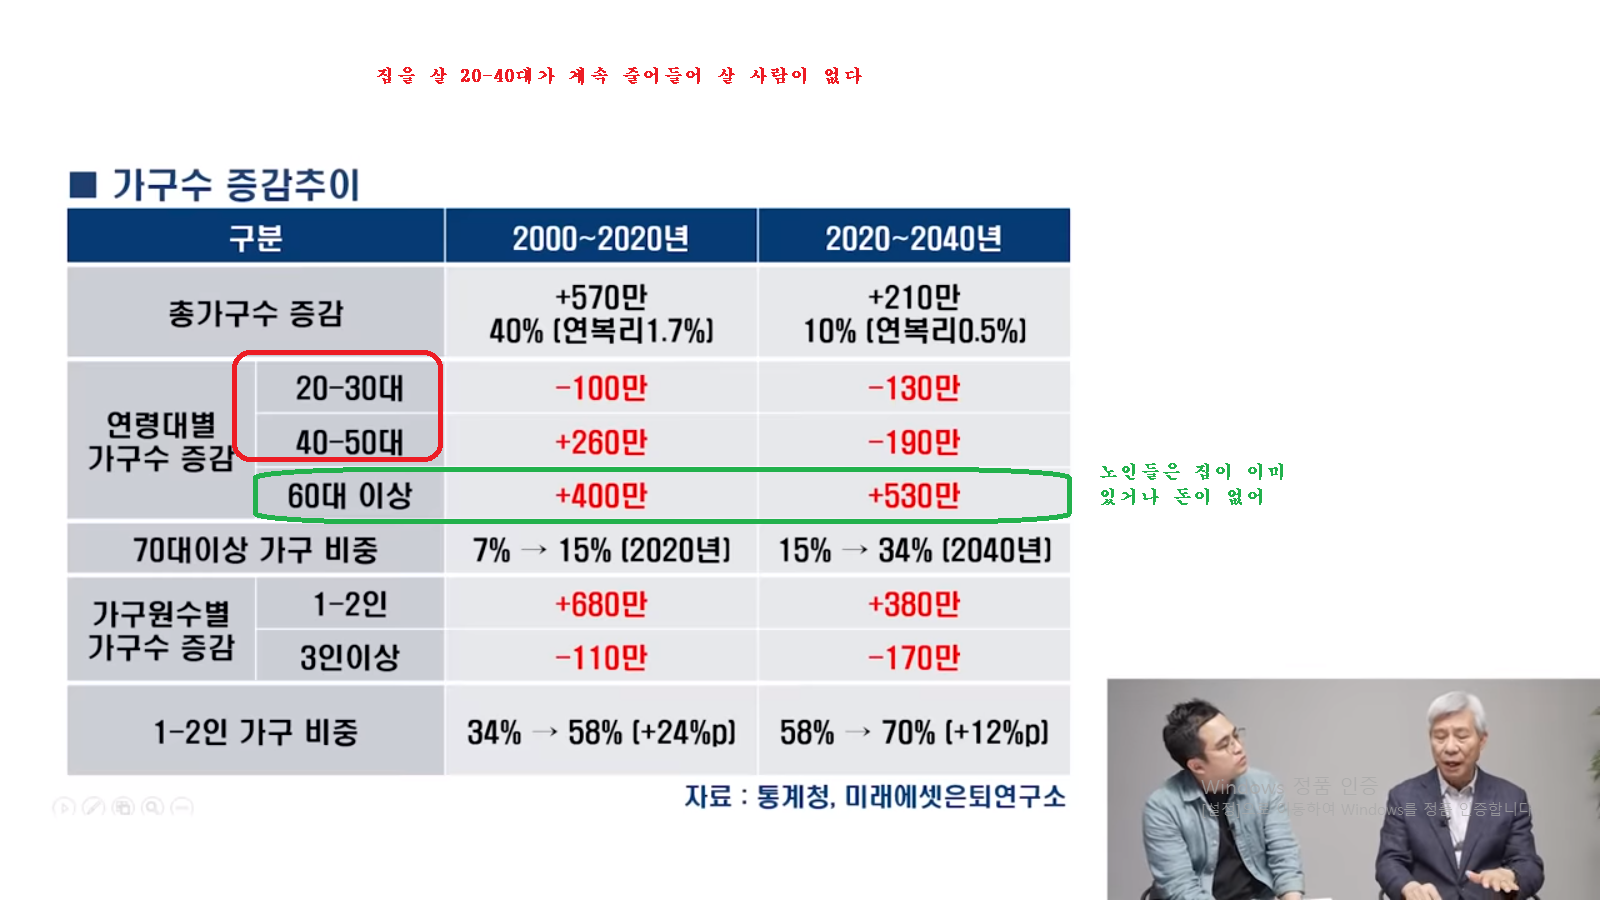 집을 살 20-40대가 계속 줄어들어 살 사람이 없다
■ 가구수 증감추이
구분 2000~2020년 2020~2040년
총가구수 증감
+570만
40% (연복리1.7%)
+210만
10% (연복리0.5%)
연령대별
가구수 증감
20-30대 -100만 -130만
40-50대 +260만 -190만
60대 이상 +400만 +530만
노인들은 집이 이미
있거나 돈이 없어
70대이상 가구 비중 7% → 15% (2020년) 15% → 34% (2040년)
가구원수별
가구수 증감
1-2인 +680만 +380만
3인이상 -110만 -170만
1-2인 가구 비중 34% → 58% (+24%p) 58% → 70% (+12%p)
자료 : 통계청, 미래에셋은퇴연구소
Windows 정품 인증
[설정]으로 이동하여 Windows를 정품 인증합니다.